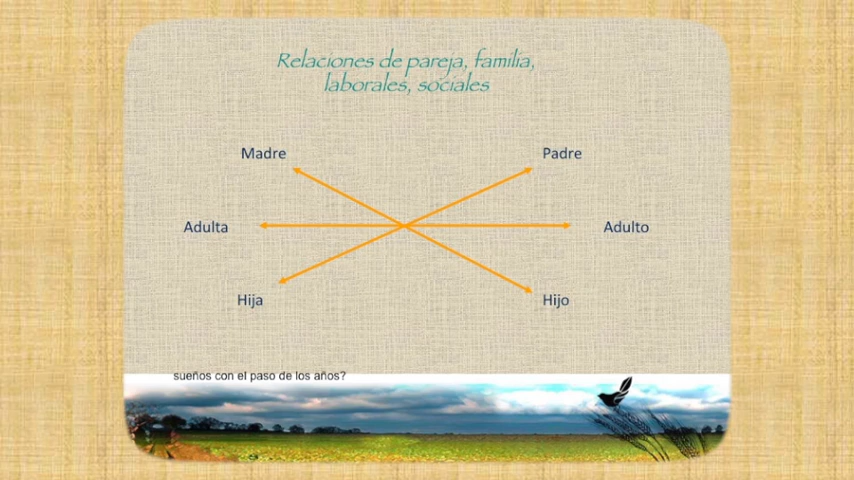 Relaciones de pareja, familia,
laborales, sociales
Madre
Padre
Adulta
Adulto
Hija
Hijo
sueños con el paso de los años?